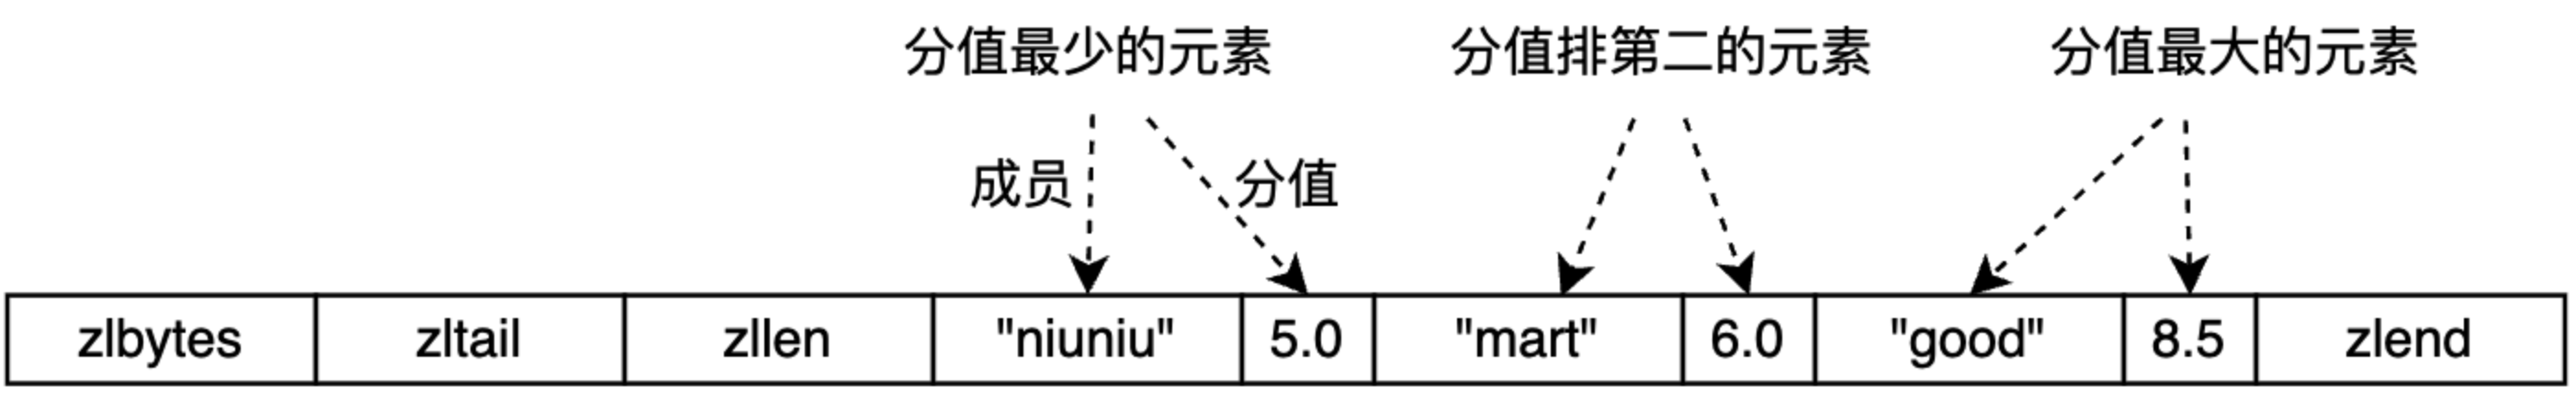 分值最少的元素 分值排第二的元素 分值最大的元素
成员 分值
zlbytes zltail zllen "niuniu" 5.0 "mart" 6.0 "good" 8.5 zlend